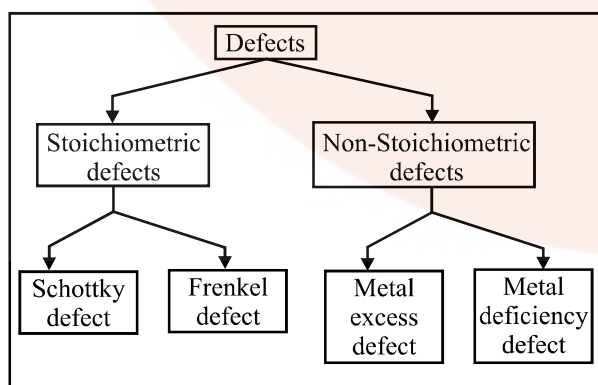 Defects
Stoichiometric
defects
Non-Stoichiometric
defects
Schottky
defect
Frenkel
defect
Metal
excess
defect
Metal
deficiency
defect